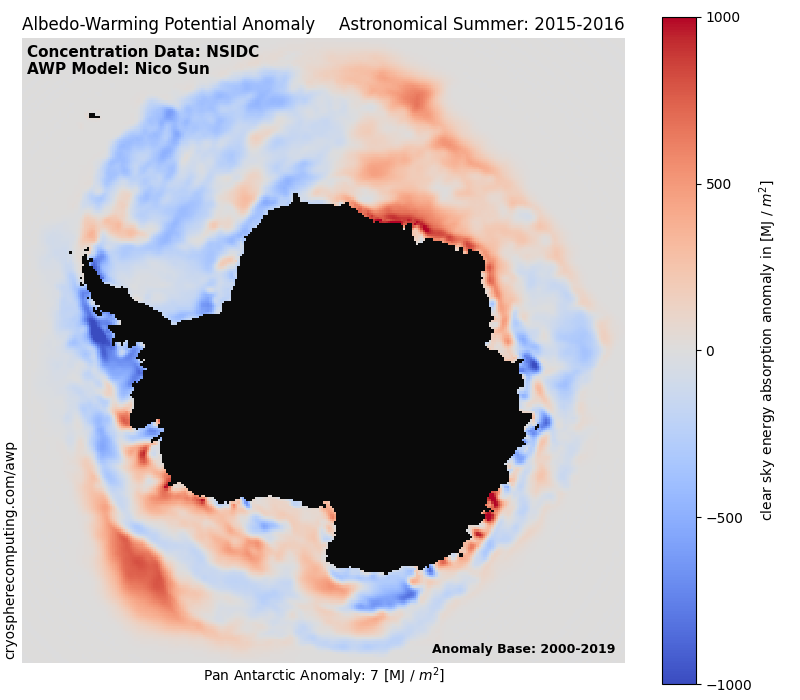 Albedo-Warming Potential Anomaly Astronomical Summer: 2015-2016
Concentration Data: NSIDC
AWP Model: Nico Sun
1000
500
0
−500
−1000
clear sky energy absorption anomaly in [MJ / m²]
cryospherecomputing.com/awp
Anomaly Base: 2000-2019
Pan Antarctic Anomaly: 7 [MJ / m²]